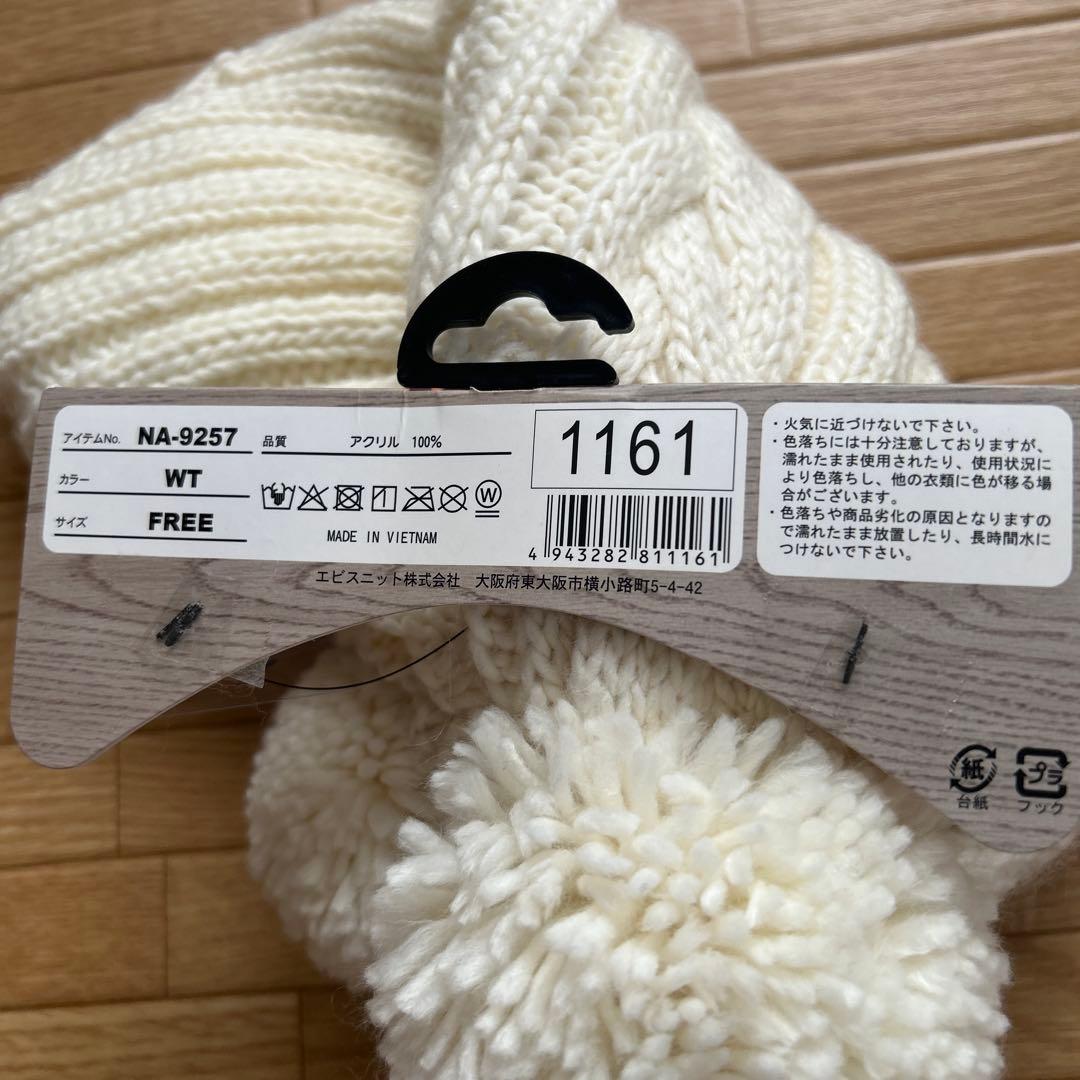 アイテムNo. NA-9257
カラー WT
サイズ FREE
品質 アクリル 100%
W
MADE IN VIETNAM
1161
4 943282 811161
・火気に近づけないで下さい。
・色落ちには十分注意しておりますが、
濡れたまま使用されたり、使用状況に
より色落ちし、他の衣類に色が移る場
合がございます。
・色落ちや商品劣化の原因となりますの
で濡れたまま放置したり、長時間水に
つけないで下さい。
エビスニット株式会社 大阪府東大阪市横小路町5-4-42
紙
台紙
プラ
フック